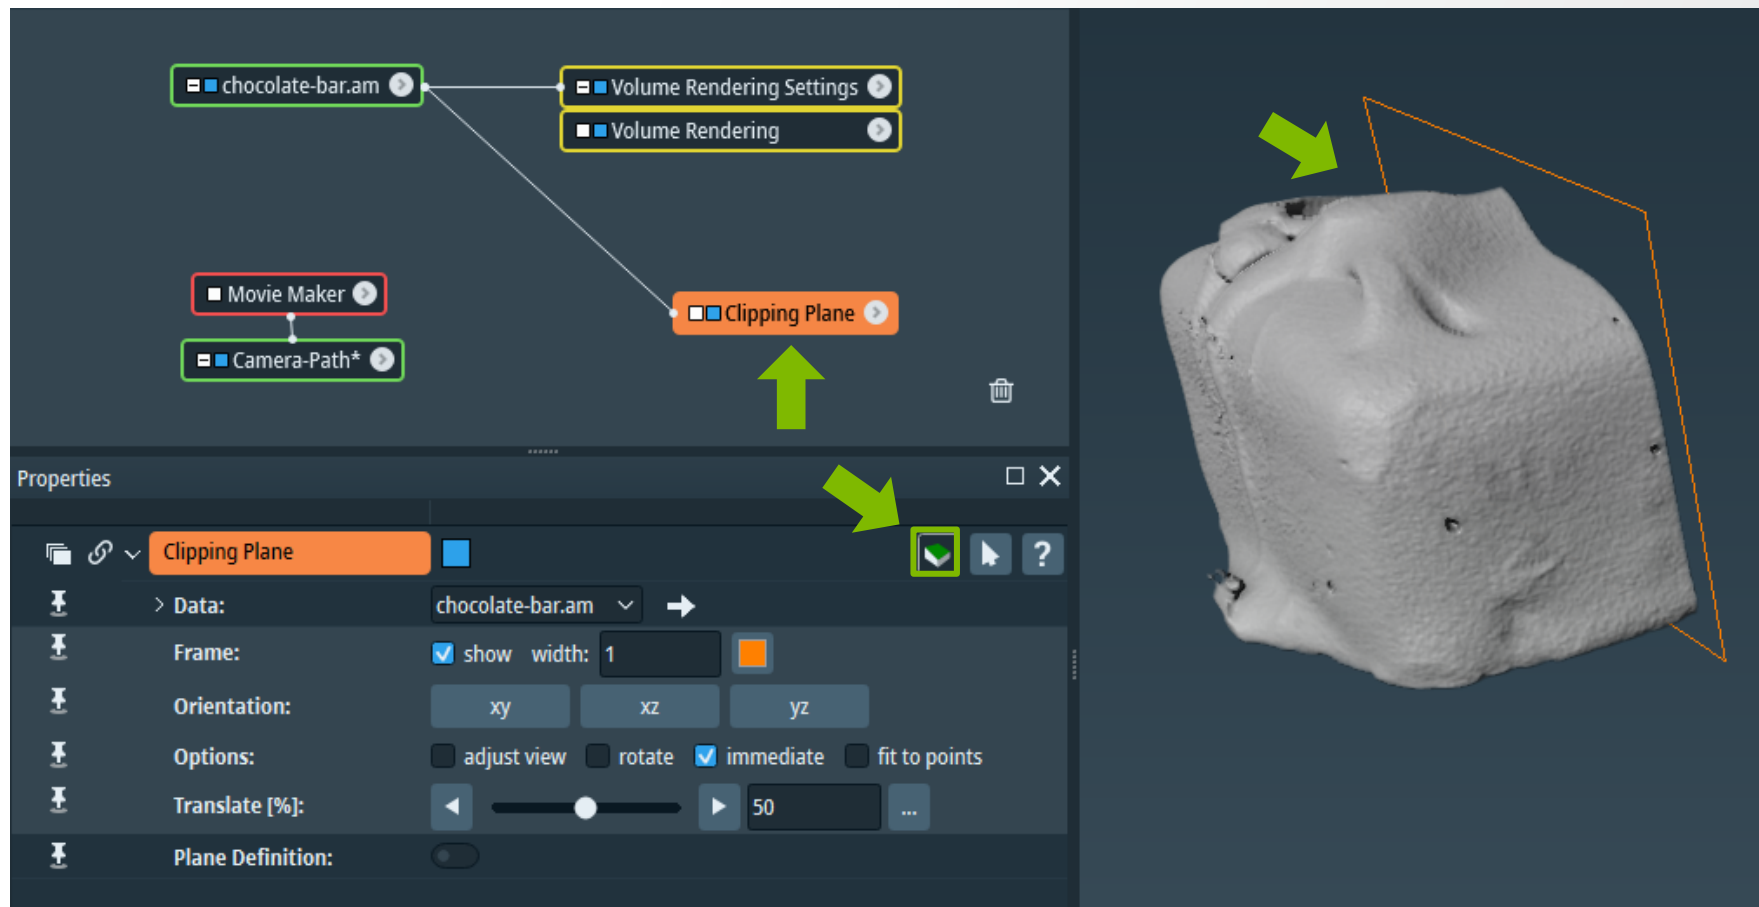 chocolate-bar.am
Volume Rendering Settings
Volume Rendering
Movie Maker
Camera-Path*
Clipping Plane
Properties
Clipping Plane
?
Data:
chocolate-bar.am
Frame:
show width: 1
Orientation:
xy xz yz
Options:
adjust view rotate immediate fit to points
Translate [%]:
50 ...
Plane Definition: